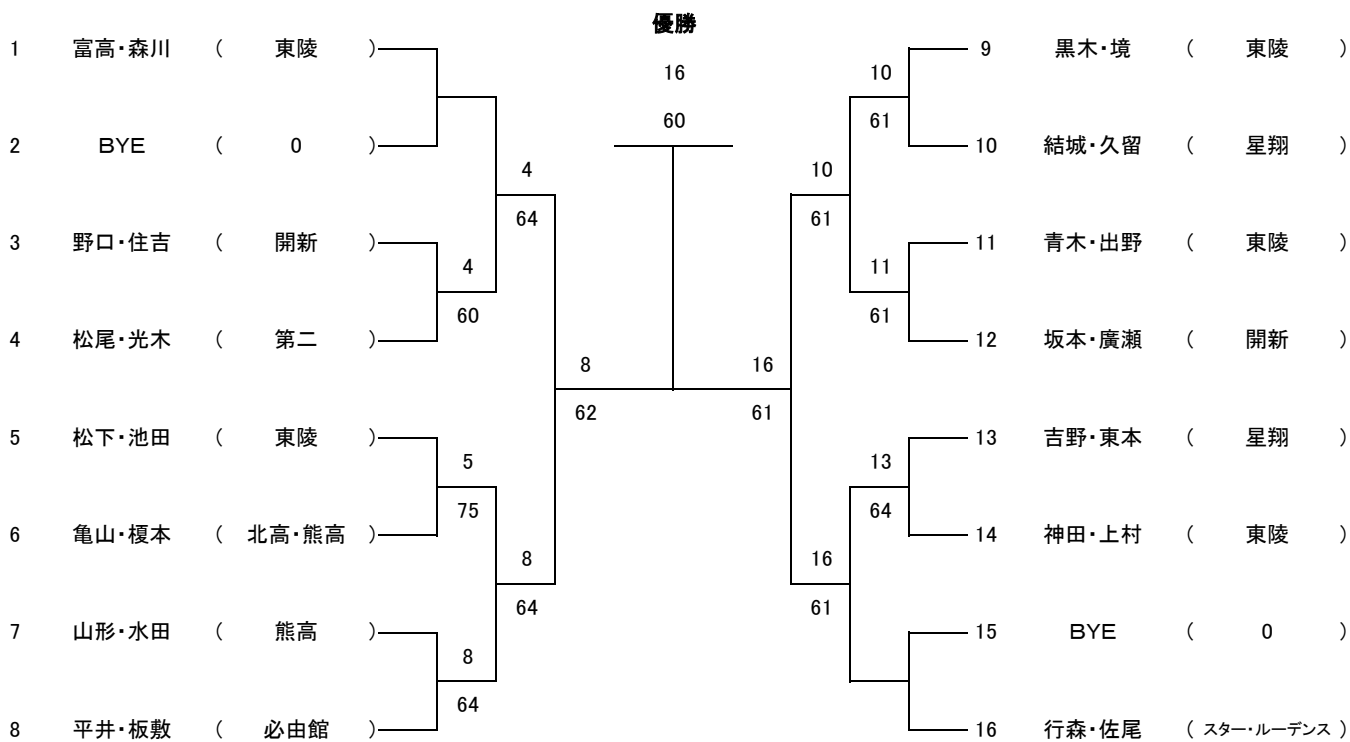 優勝
1 富高・森川 ( 東陵 )
9 黒木・境 ( 東陵 )
16
10
60
61
2 BYE ( 0 )
10 結城・久留 ( 星翔 )
4
10
64
61
3 野口・住吉 ( 開新 )
11 青木・出野 ( 東陵 )
4
11
60
61
4 松尾・光木 ( 第二 )
12 坂本・廣瀬 ( 開新 )
8
16
62
61
5 松下・池田 ( 東陵 )
13 吉野・東本 ( 星翔 )
5
13
75
64
6 亀山・榎本 ( 北高・熊高 )
14 神田・上村 ( 東陵 )
8
16
64
61
7 山形・水田 ( 熊高 )
15 BYE ( 0 )
8
64
8 平井・板敷 ( 必由館 )
16 行森・佐尾 ( スター・ルーデンス )